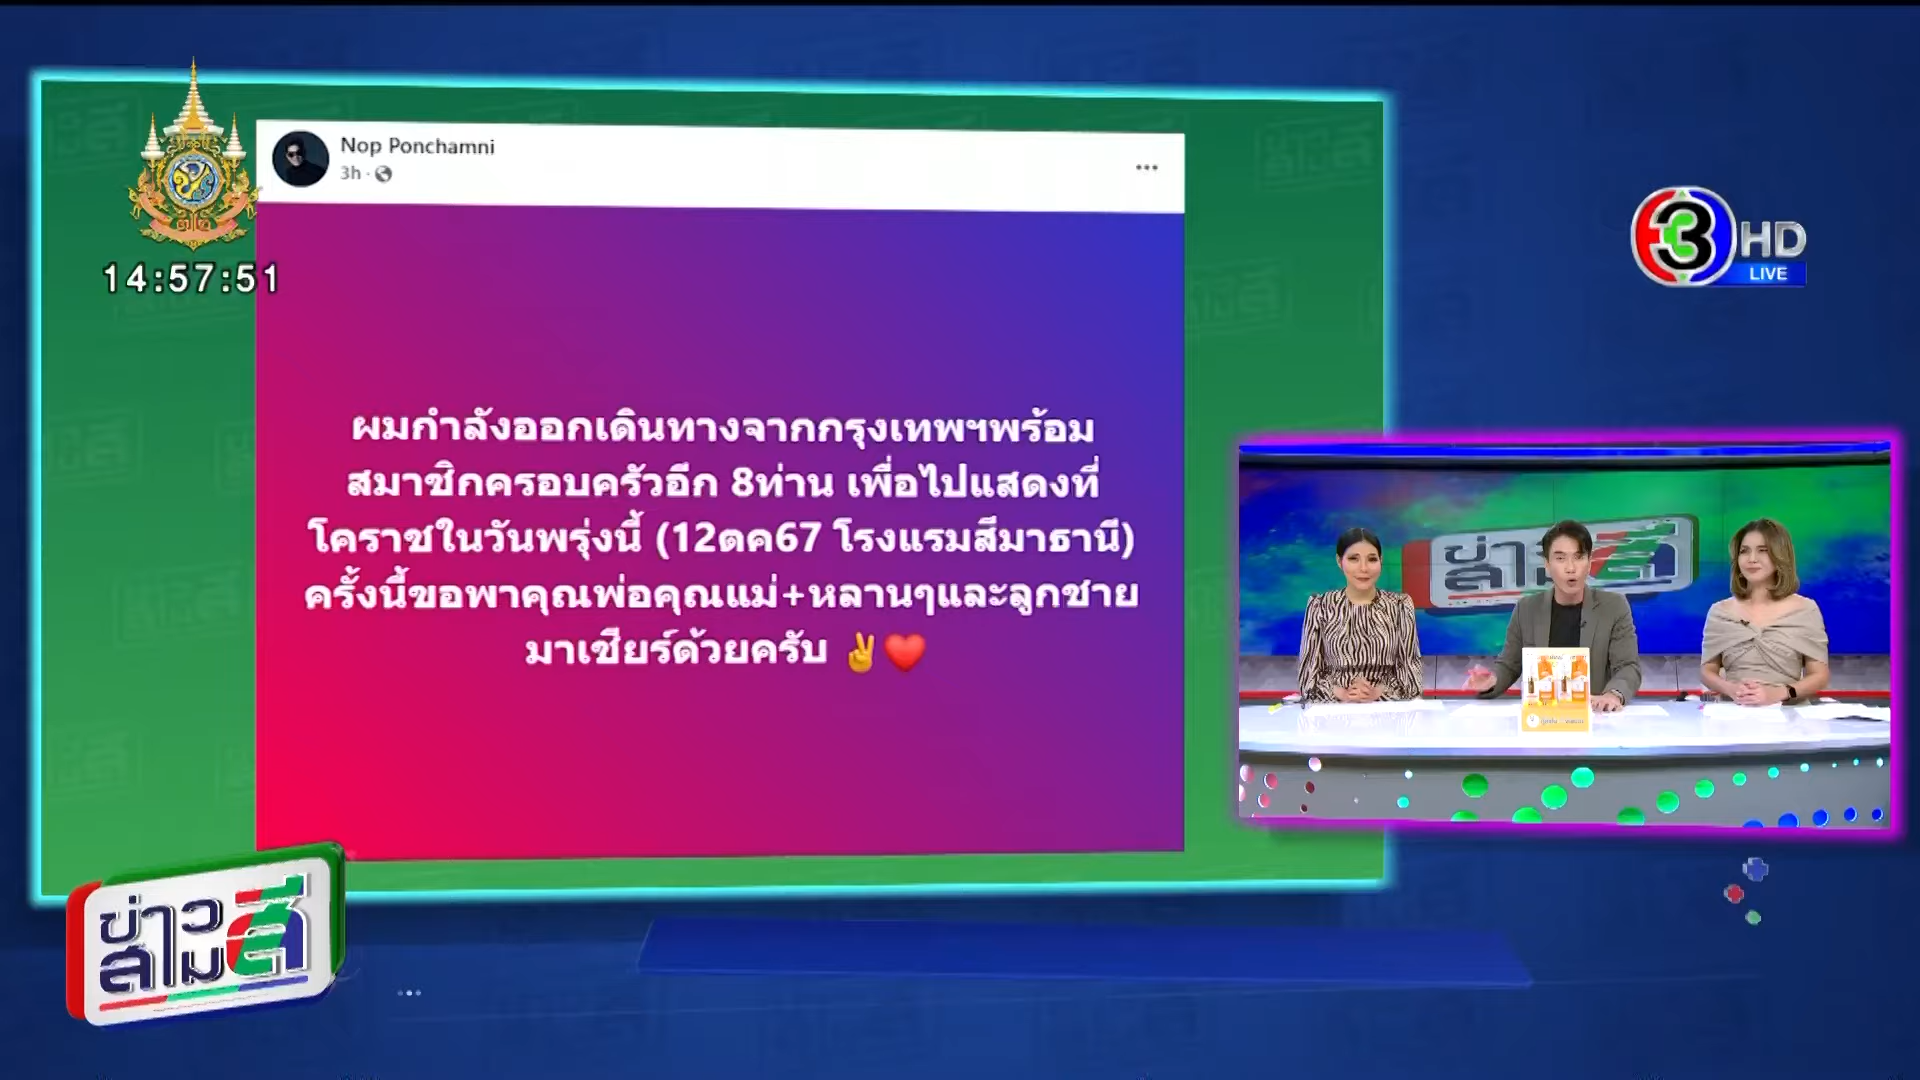 Nop Ponchamni
3h
14:57:51
3 HD
LIVE
ผมกำลังออกเดินทางจากกรุงเทพฯพร้อม
สมาชิกครอบครัวอีก 8ท่าน เพื่อไปแสดงที่
โคราชในวันพรุ่งนี้ (12ตค67 โรงแรมสีมาธานี)
ครั้งนี้ขอพาคุณพ่อคุณแม่+หลานๆและลูกชาย
มาเชียร์ด้วยครับ ✌️❤️
ข่าว
สามสี
ข่าว
สามสี